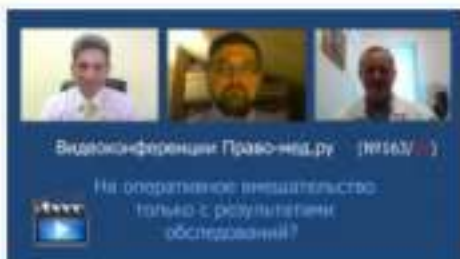 Видеоконференции Право-мед.ру (№163/
На оперативное вмешательство
только с результатами
обследований?